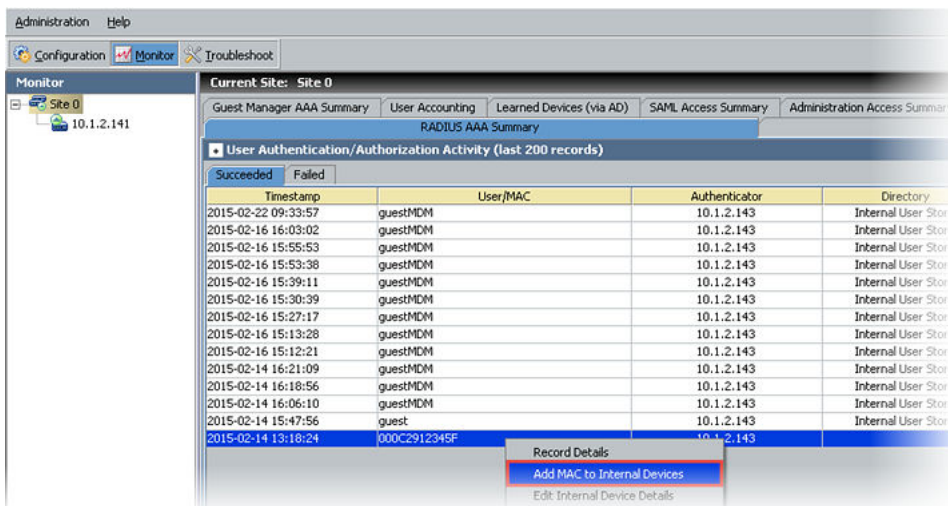 Administration Help
Configuration Monitor Troubleshoot
Monitor
Site 0
10.1.2.141
Current Site: Site 0
Guest Manager AAA Summary User Accounting Learned Devices (via AD) SAML Access Summary Administration Access Summar
RADIUS AAA Summary
User Authentication/Authorization Activity (last 200 records)
Succeeded Failed
Timestamp User/MAC Authenticator Directory
2015-02-22 09:33:57 guestMDM 10.1.2.143 Internal User Stor
2015-02-16 16:03:02 guestMDM 10.1.2.143 Internal User Stor
2015-02-16 15:55:53 guestMDM 10.1.2.143 Internal User Stor
2015-02-16 15:53:38 guestMDM 10.1.2.143 Internal User Stor
2015-02-16 15:39:11 guestMDM 10.1.2.143 Internal User Stor
2015-02-16 15:30:39 guestMDM 10.1.2.143 Internal User Stor
2015-02-16 15:27:17 guestMDM 10.1.2.143 Internal User Stor
2015-02-16 15:13:28 guestMDM 10.1.2.143 Internal User Stor
2015-02-16 15:12:21 guestMDM 10.1.2.143 Internal User Stor
2015-02-14 16:21:09 guestMDM 10.1.2.143 Internal User Stor
2015-02-14 16:18:56 guestMDM 10.1.2.143 Internal User Stor
2015-02-14 16:06:10 guestMDM 10.1.2.143 Internal User Stor
2015-02-14 15:47:56 guest 10.1.2.143 Internal User Stor
2015-02-14 13:18:24 000C2912345F 10.1.2.143
Record Details
Add MAC to Internal Devices
Edit Internal Device Details